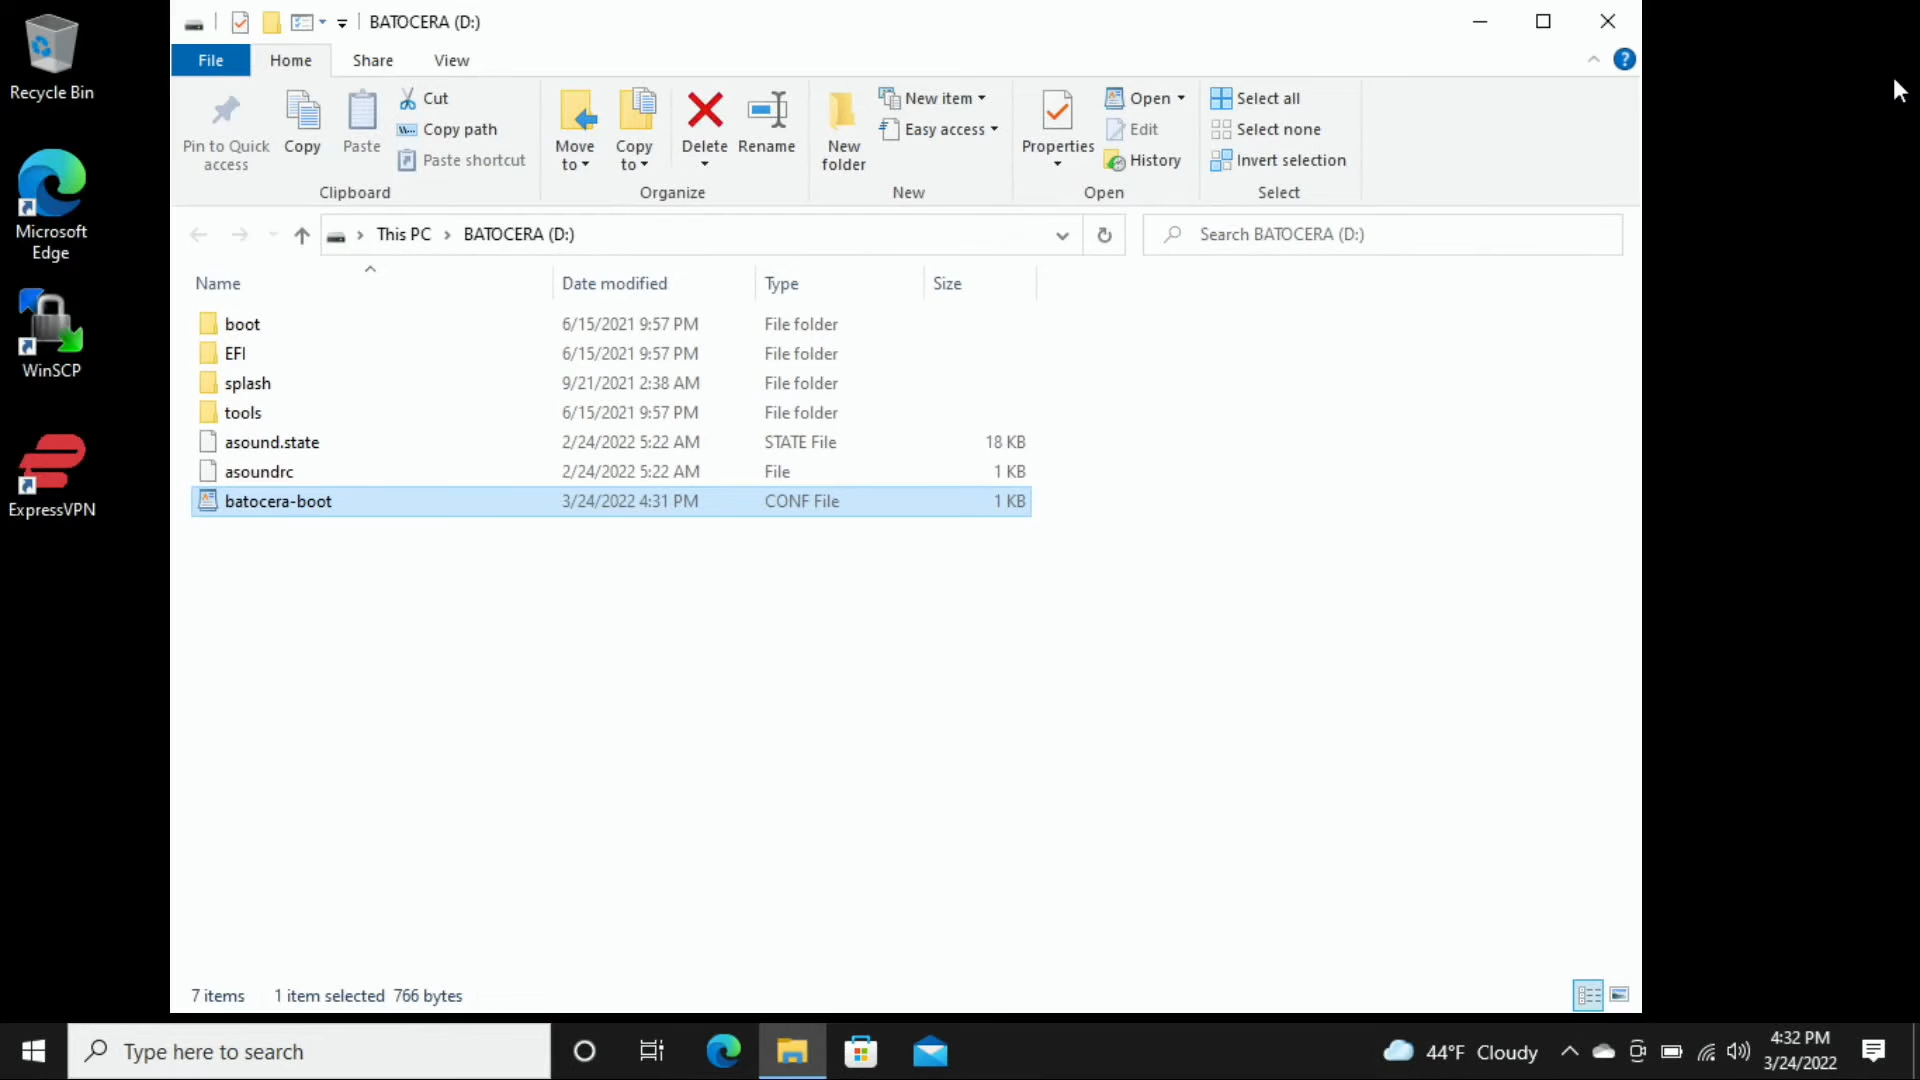 Recycle Bin
Microsoft
Edge
WinSCP
ExpressVPN
BATOCERA (D:)
File Home Share View ?
Pin to Quick
access
Copy
Paste
Cut
Copy path
Paste shortcut
Clipboard
Move
to
Copy
to
Delete
Rename
Organize
New
folder
New item
Easy access
New
Properties
Open
Edit
History
Open
Select all
Select none
Invert selection
Select
This PC BATOCERA (D:)
Search BATOCERA (D:)
Name Date modified Type Size
boot 6/15/2021 9:57 PM File folder
EFI 6/15/2021 9:57 PM File folder
splash 9/21/2021 2:38 AM File folder
tools 6/15/2021 9:57 PM File folder
asound.state 2/24/2022 5:22 AM STATE File 18 KB
asoundrc 2/24/2022 5:22 AM File 1 KB
batocera-boot 3/24/2022 4:31 PM CONF File 1 KB
7 items 1 item selected 766 bytes
Type here to search
44°F Cloudy
4:32 PM
3/24/2022